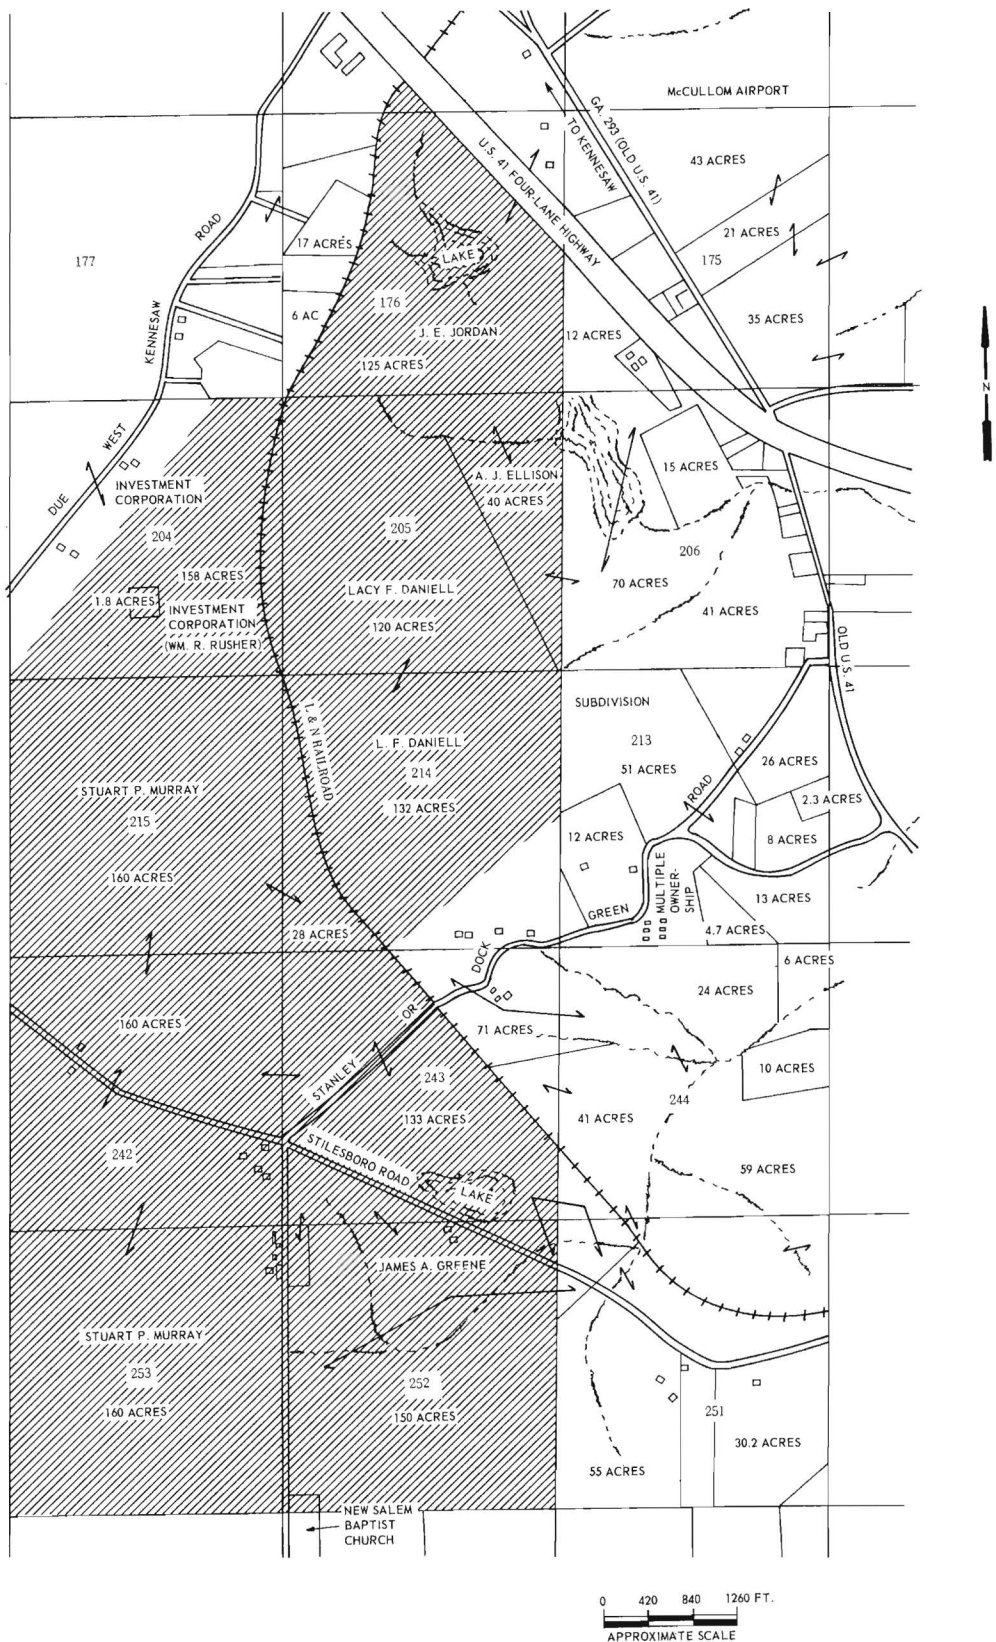 McCULLOM AIRPORT
GA. 293 (OLD U.S. 41)
TO KENNESAW
U.S. 41 FOUR-LANE HIGHWAY
43 ACRES
21 ACRES
175
35 ACRES
177
DUE WEST KENNESAW ROAD
17 ACRES
LAKE
6 AC
176
J. E. JORDAN
125 ACRES
12 ACRES
N
INVESTMENT
CORPORATION
204
158 ACRES
1.8 ACRES
INVESTMENT
CORPORATION
(WM. R. RUSHER)
A. J. ELLISON
40 ACRES
205
LACY F. DANIELL
120 ACRES
15 ACRES
206
70 ACRES
41 ACRES
OLD U.S. 41
L & N RAILROAD
L. F. DANIELL
214
132 ACRES
SUBDIVISION
213
51 ACRES
26 ACRES
2.3 ACRES
8 ACRES
12 ACRES
13 ACRES
4.7 ACRES
MULTIPLE
OWNER-
SHIP
STUART P. MURRAY
215
160 ACRES
28 ACRES
STANLEY OR DOCK GREEN ROAD
6 ACRES
24 ACRES
160 ACRES
71 ACRES
10 ACRES
243
133 ACRES
41 ACRES
244
59 ACRES
242
STILESBORO ROAD
LAKE
JAMES A. GREENE
STUART P. MURRAY
253
160 ACRES
252
150 ACRES
251
30.2 ACRES
55 ACRES
NEW SALEM
BAPTIST
CHURCH
0 420 840 1260 FT.
APPROXIMATE SCALE